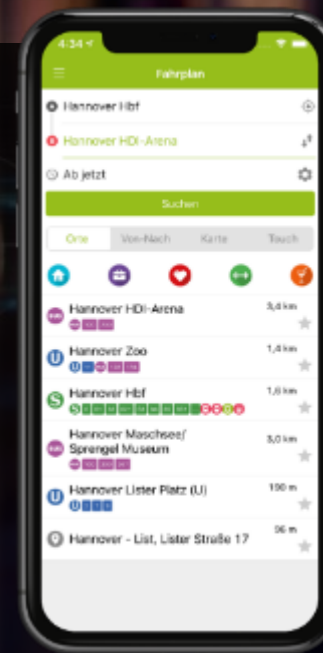 4:34
Fahrplan
Hannover Hbf
Hannover HDI-Arena
Ab jetzt
Suchen
Orte Von-Nach Karte Touch
Hannover HDI-Arena 3,4 km
BUS
Hannover Zoo 1,4 km
U
Hannover Hbf 1,6 km
S
Hannover Maschsee/
Sprengel Museum 3,0 km
BUS
Hannover Lister Platz (U) 190 m
U
Hannover - List, Lister Straße 17 96 m